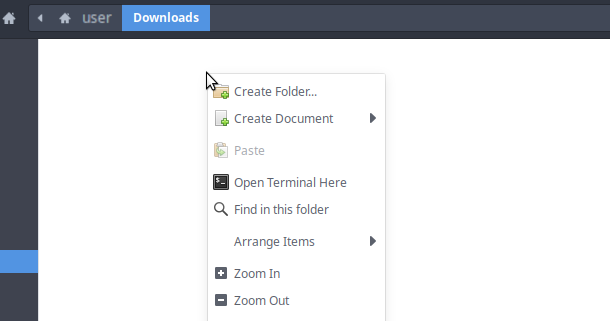 user
Downloads
Create Folder...
Create Document
Paste
Open Terminal Here
Find in this folder
Arrange Items
Zoom In
Zoom Out